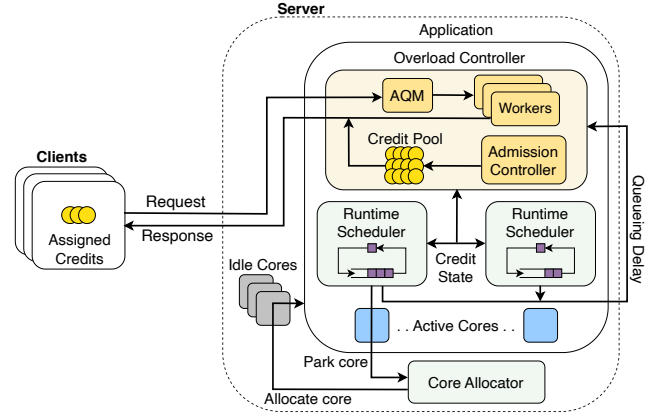 Server
Application
Overload Controller
AQM
Workers
Credit Pool
Admission
Controller
Clients
Assigned
Credits
Request
Response
Queueing Delay
Runtime
Scheduler
Credit
State
Runtime
Scheduler
Idle Cores
. . Active Cores . .
Park core
Core Allocator
Allocate core